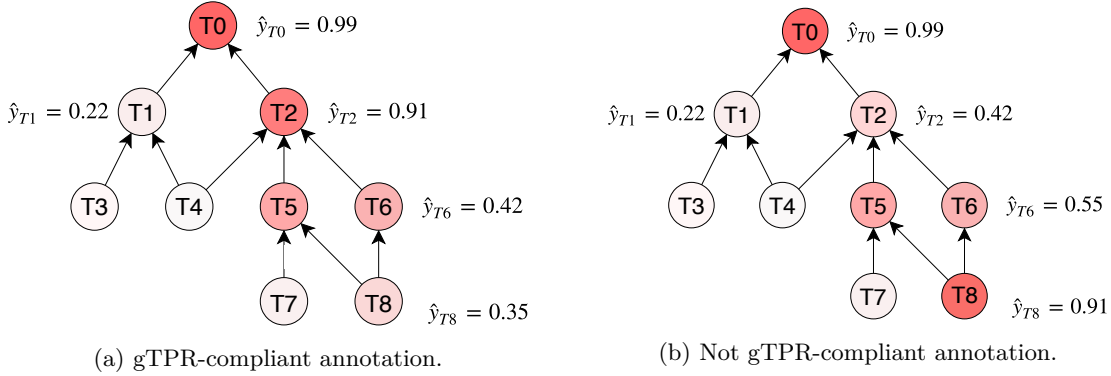 T0 ŷ_T0 = 0.99
ŷ_T1 = 0.22 T1 T2 ŷ_T2 = 0.91
T3 T4 T5 T6 ŷ_T6 = 0.42
T7 T8 ŷ_T8 = 0.35
(a) gTPR-compliant annotation.
T0 ŷ_T0 = 0.99
ŷ_T1 = 0.22 T1 T2 ŷ_T2 = 0.42
T3 T4 T5 T6 ŷ_T6 = 0.55
T7 T8 ŷ_T8 = 0.91
(b) Not gTPR-compliant annotation.